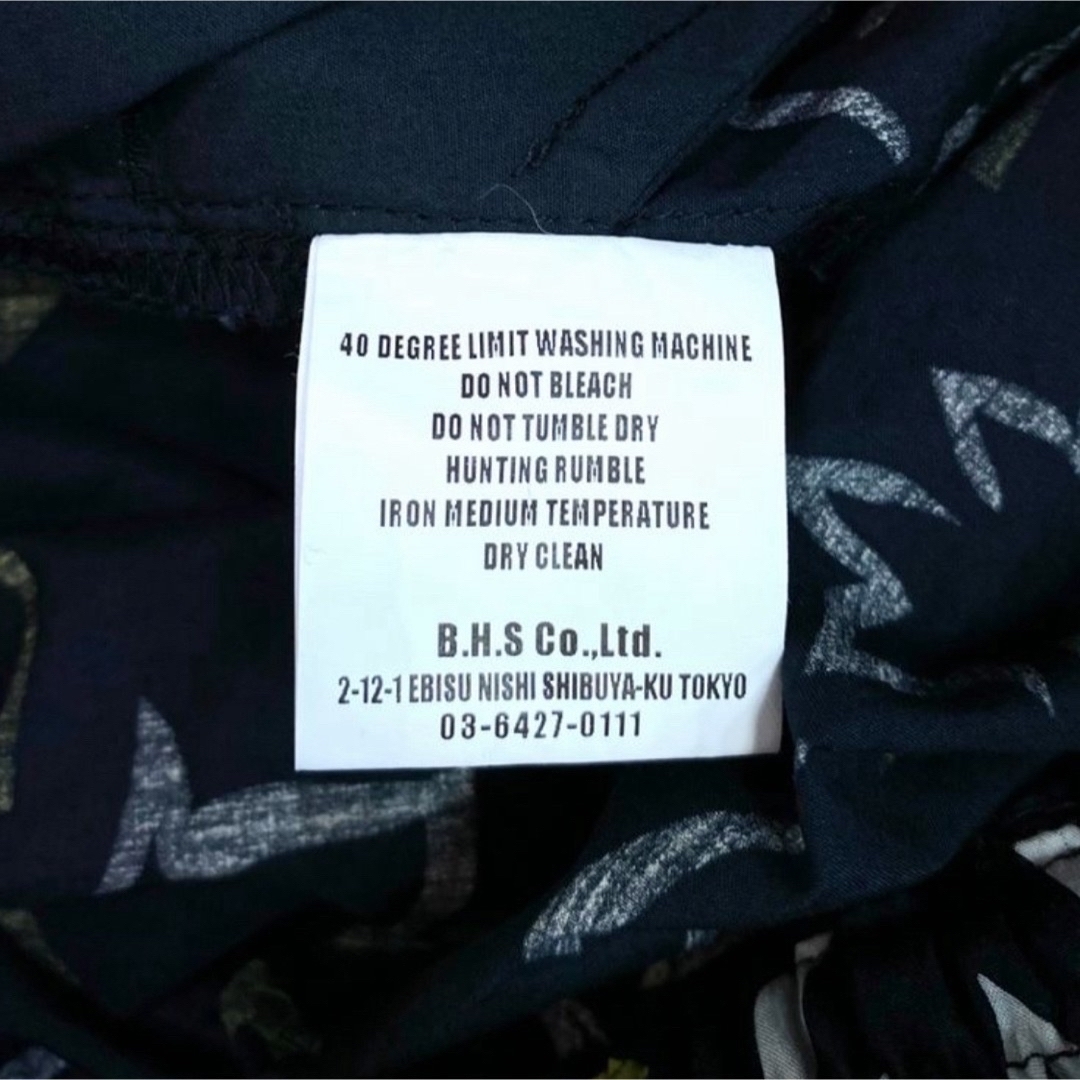 40 DEGREE LIMIT WASHING MACHINE
DO NOT BLEACH
DO NOT TUMBLE DRY
HUNTING RUMBLE
IRON MEDIUM TEMPERATURE
DRY CLEAN
B.H.S Co.,Ltd.
2-12-1 EBISU NISHI SHIBUYA-KU TOKYO
03-6427-0111